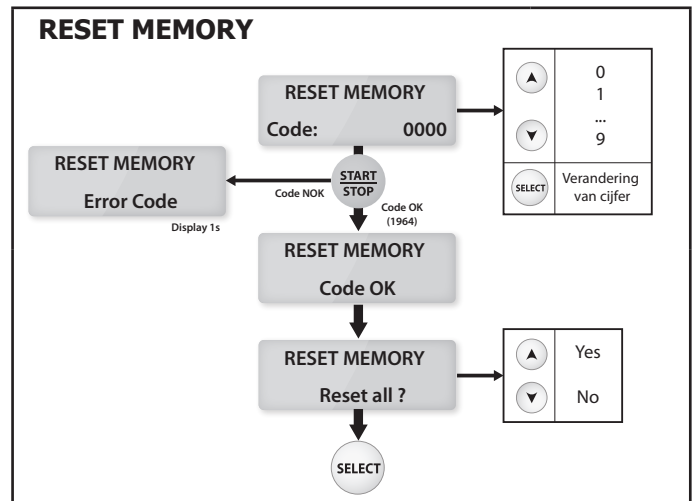 RESET MEMORY
RESET MEMORY
Code: 0000
0
1
...
9
SELECT
Verandering
van cijfer
START
STOP
Code NOK
RESET MEMORY
Error Code
Display 1s
Code OK
(1964)
RESET MEMORY
Code OK
RESET MEMORY
Reset all ?
Yes
No
SELECT